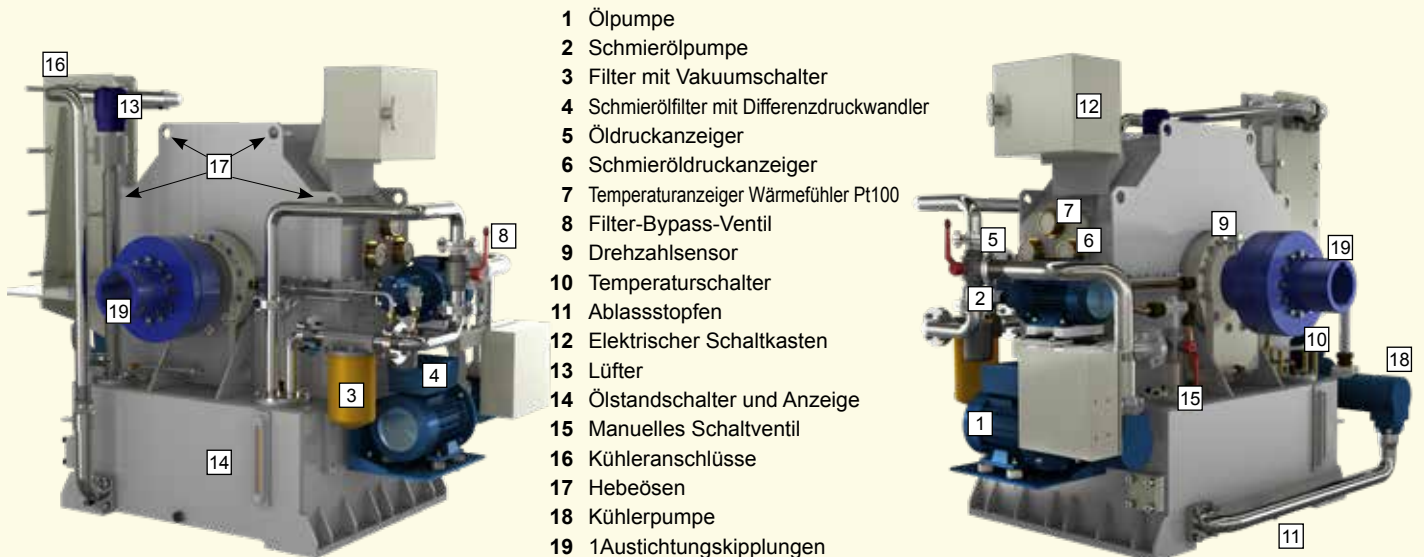 1 Ölpumpe
2 Schmierölpumpe
3 Filter mit Vakuumschalter
4 Schmierölfilter mit Differenzdruckwandler
5 Öldruckanzeiger
6 Schmieröldruckanzeiger
7 Temperaturanzeiger Wärmefühler Pt100
8 Filter-Bypass-Ventil
9 Drehzahlsensor
10 Temperaturschalter
11 Ablassstopfen
12 Elektrischer Schaltkasten
13 Lüfter
14 Ölstandschalter und Anzeige
15 Manuelles Schaltventil
16 Kühleranschlüsse
17 Hebeösen
18 Kühlerpumpe
19 1Austichtungskipplungen
16
13
17
8
19
3
4
14
12
7
5
6
9
19
2
10
18
15
1
11